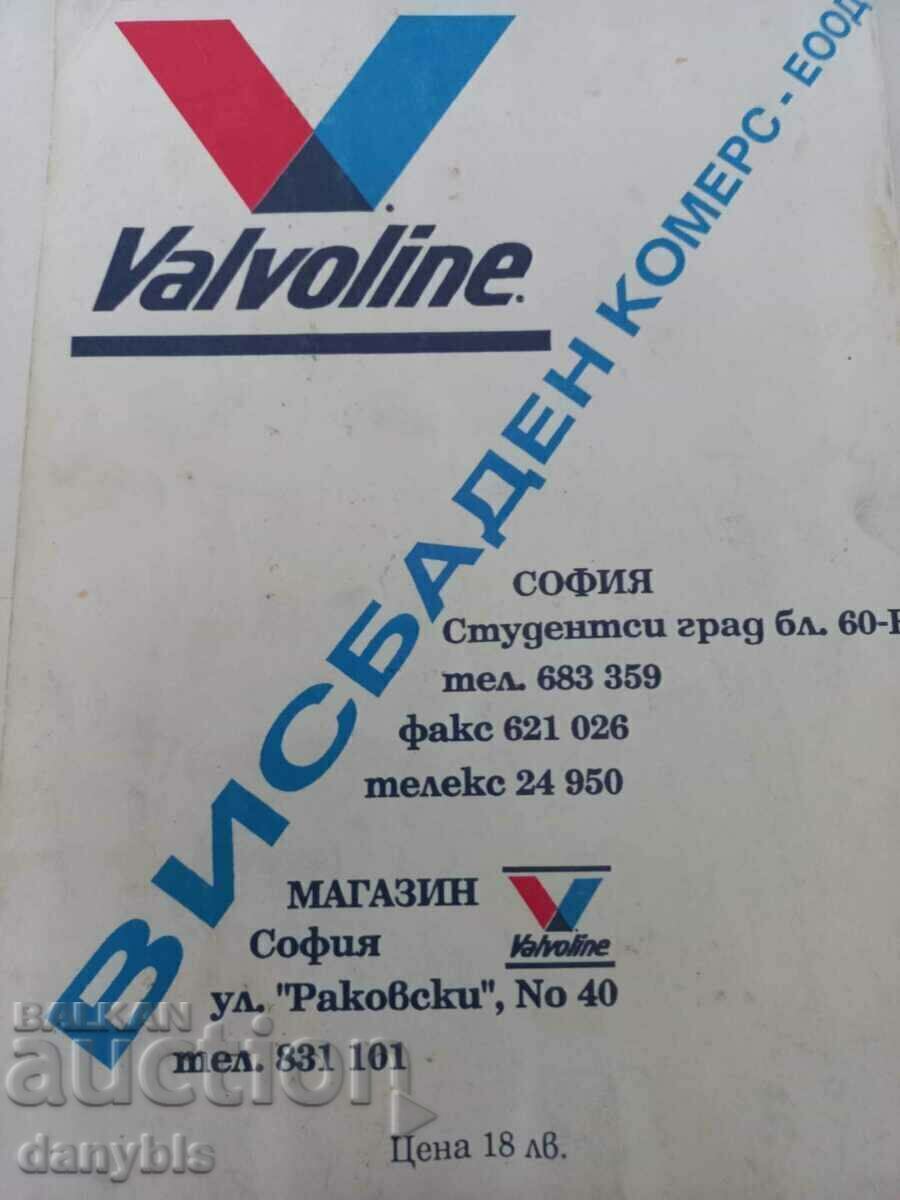 Valvoline
ВИСБАДЕН КОМЕРС - ЕООД
СОФИЯ
Студентси град бл. 60-
тел. 683 359
факс 621 026
телекс 24 950
МАГАЗИН
Valvoline
София
ул. "Раковски", No 40
тел. 831 101
Цена 18 лв.
BALKAN
auction
danybls